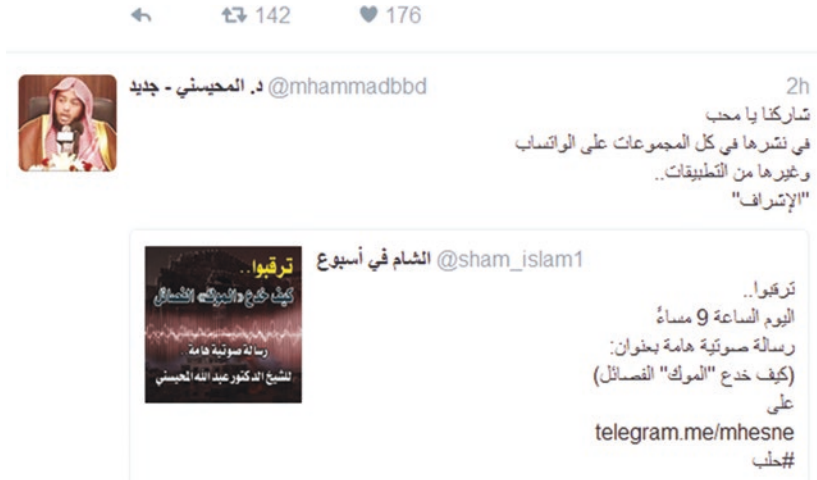 142 176
د. المحيسني - جديد @mhammadbbd 2h
شاركنا يا محب
في نشرها في كل المجموعات على الواتساب
وغيرها من التطبيقات..
"الإشراف"
الشام في أسبوع @sham_islam1
ترقبوا..
اليوم الساعة 9 مساءً
رسالة صوتية هامة بعنوان:
(كيف خدع "الموك" الفصائل)
على
telegram.me/mhesne
#حلب
ترقبوا..
كيف خدع «الموك» الفصائل
رسالة صوتية هامة ..
للشيخ الدكتور عبد الله المحيسني